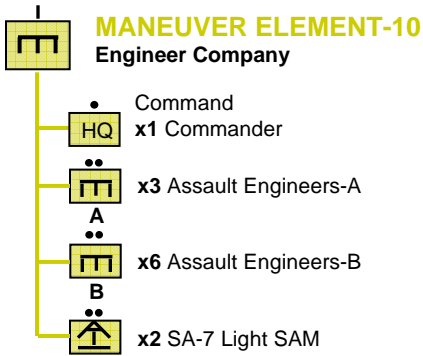 MANEUVER ELEMENT-10
Engineer Company
Command
HQ x1 Commander
x3 Assault Engineers-A
A
x6 Assault Engineers-B
B
x2 SA-7 Light SAM